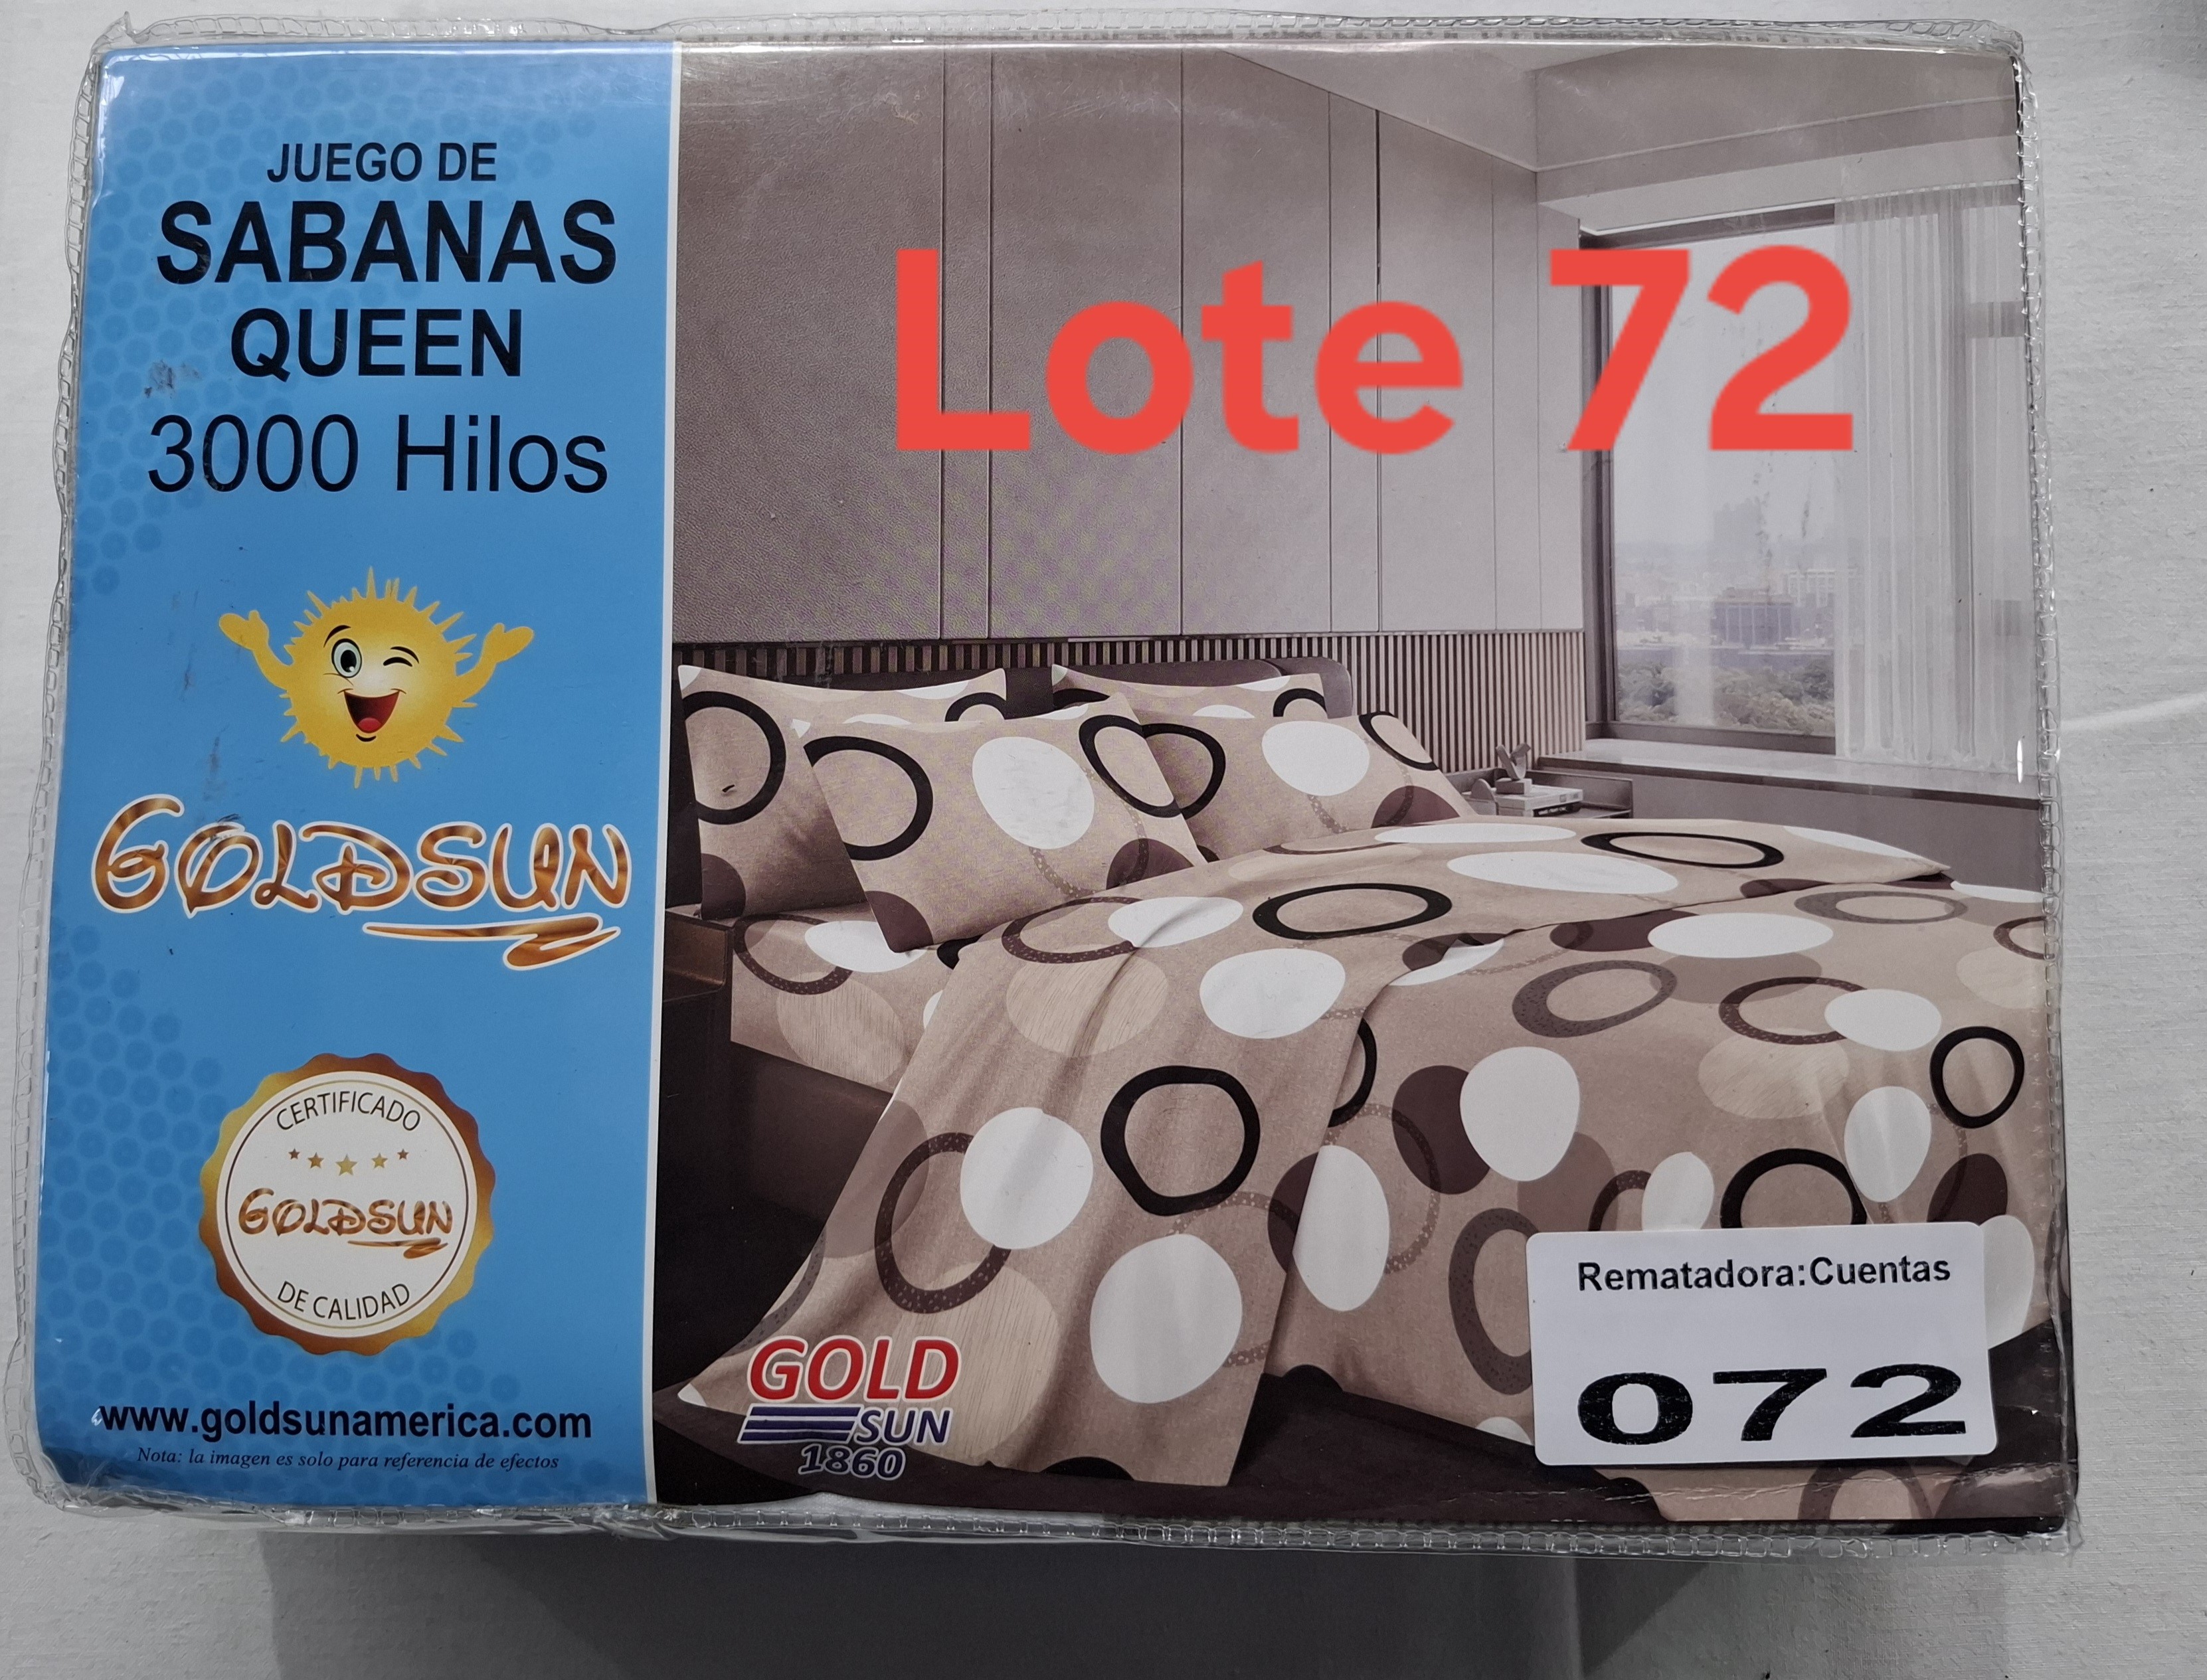 JUEGO DE
SABANAS
QUEEN
3000 Hilos
GOLDSUN
CERTIFICADO
GOLDSUN
DE CALIDAD
www.goldsunamerica.com
Nota: la imagen es solo para referencia de efectos
Lote 72
GOLD
SUN
1860
Rematadora:Cuentas
072